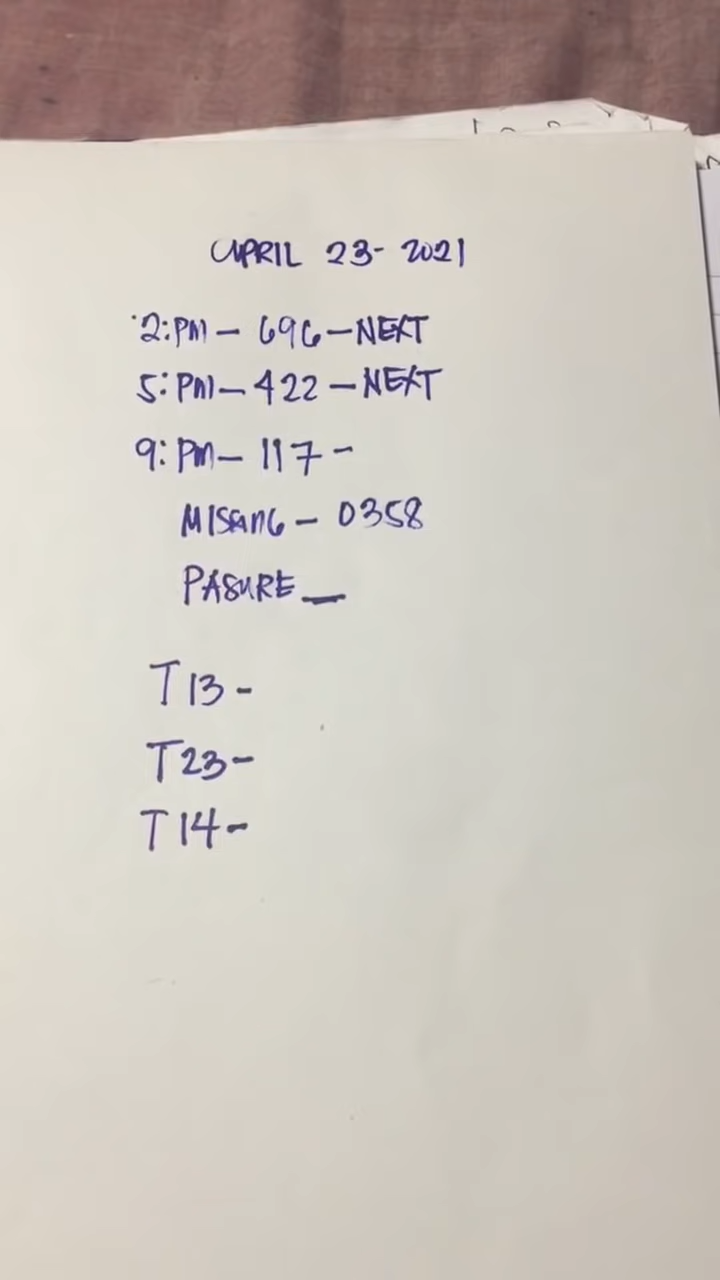 APRIL 23- 2021
2:PM - 696 - NEXT
5:PM - 422 - NEXT
9:PM - 117 -
MISANG - 0358
PASURE _
T13 -
T23 -
T14 -